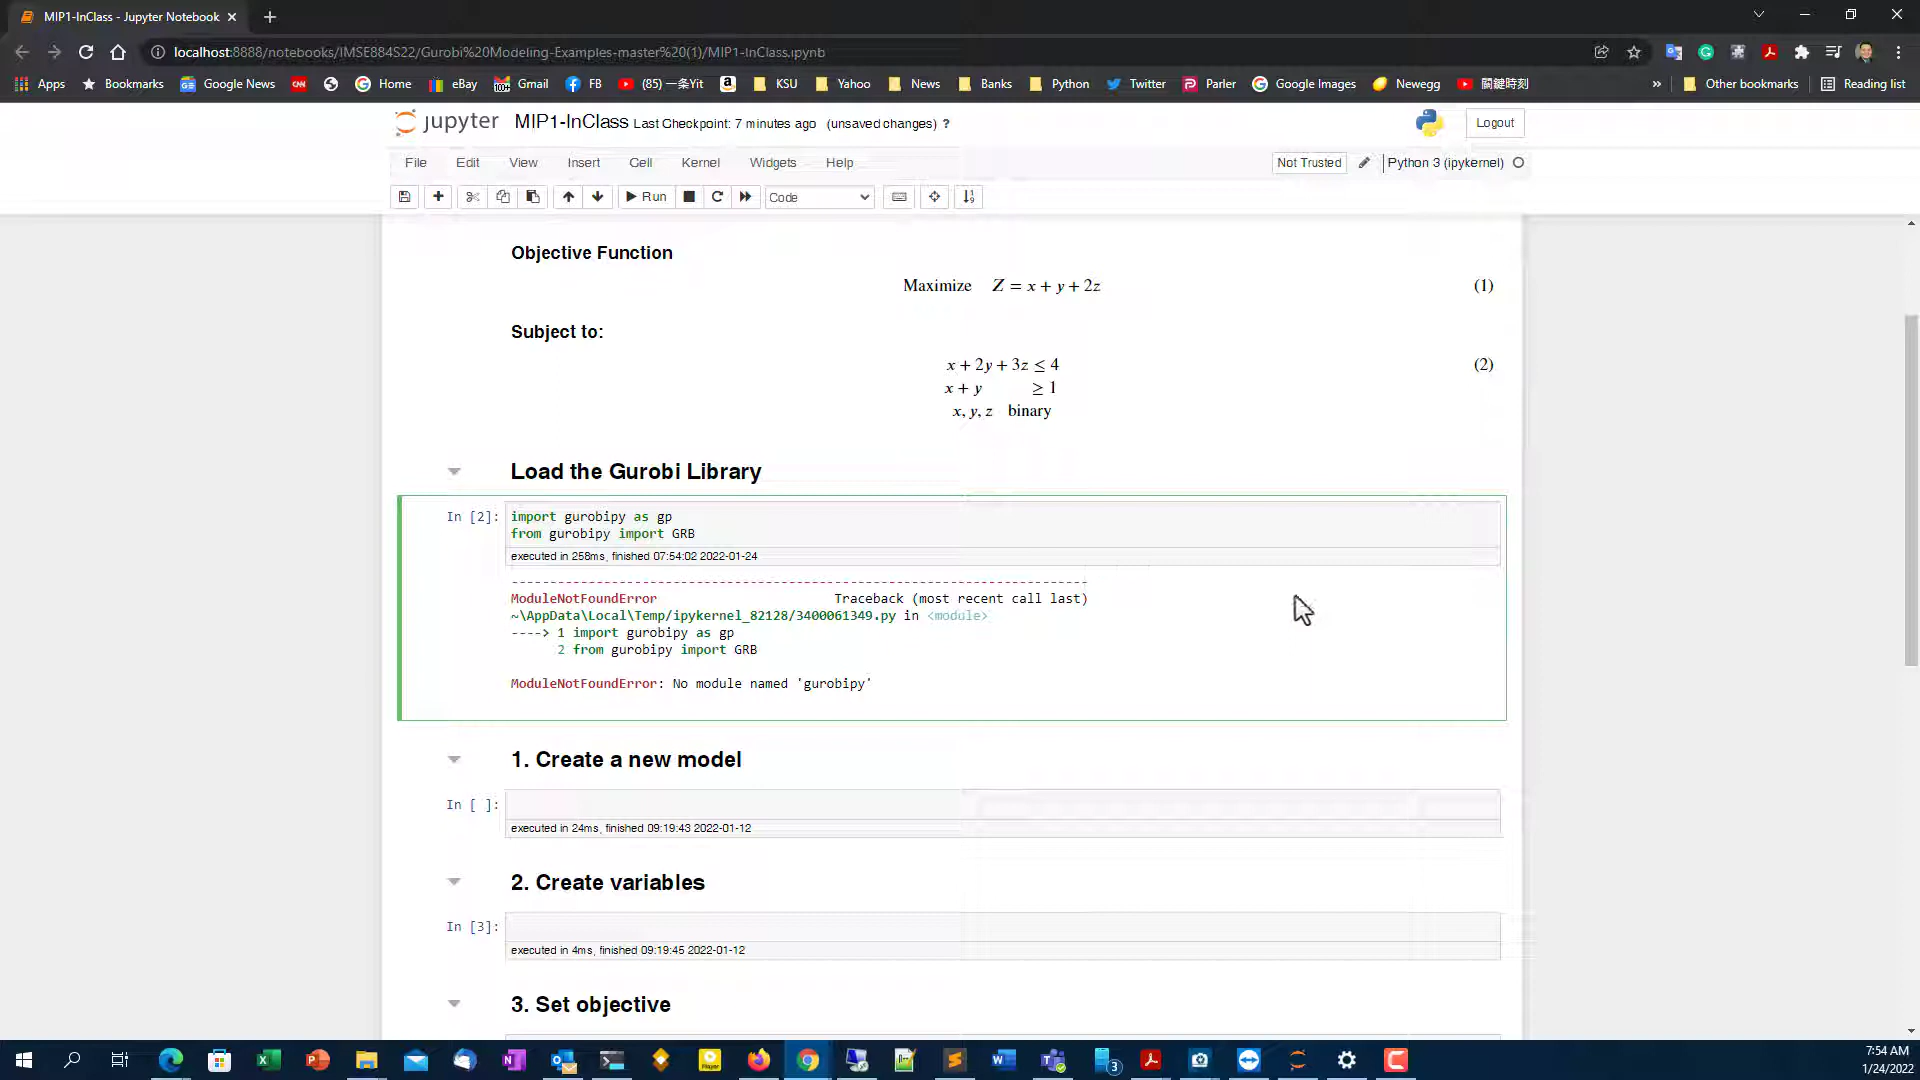 MIP1-InClass - Jupyter Notebook
localhost:8888/notebooks/IMSE884S22/Gurobi%20Modeling-Examples-master%20(1)/MIP1-InClass.ipynb
Apps Bookmarks Google News CNN Home eBay Gmail FB (85) 一条Yit KSU Yahoo News Banks Python Twitter Parler Google Images Newegg 關鍵時刻 » Other bookmarks Reading list
jupyter MIP1-InClass Last Checkpoint: 7 minutes ago (unsaved changes) ? Logout
File Edit View Insert Cell Kernel Widgets Help Not Trusted Python 3 (ipykernel)
Run Code
Objective Function
Maximize Z = x + y + 2z (1)
Subject to:
x + 2y + 3z ≤ 4 (2)
x + y ≥ 1
x, y, z binary
Load the Gurobi Library
In [2]: import gurobipy as gp
from gurobipy import GRB
executed in 258ms, finished 07:54:02 2022-01-24
---------------------------------------------------------------------------
ModuleNotFoundError Traceback (most recent call last)
~\AppData\Local\Temp/ipykernel_82128/3400061349.py in <module>
----> 1 import gurobipy as gp
2 from gurobipy import GRB
ModuleNotFoundError: No module named 'gurobipy'
1. Create a new model
In [ ]:
executed in 24ms, finished 09:19:43 2022-01-12
2. Create variables
In [3]:
executed in 4ms, finished 09:19:45 2022-01-12
3. Set objective
7:54 AM
1/24/2022